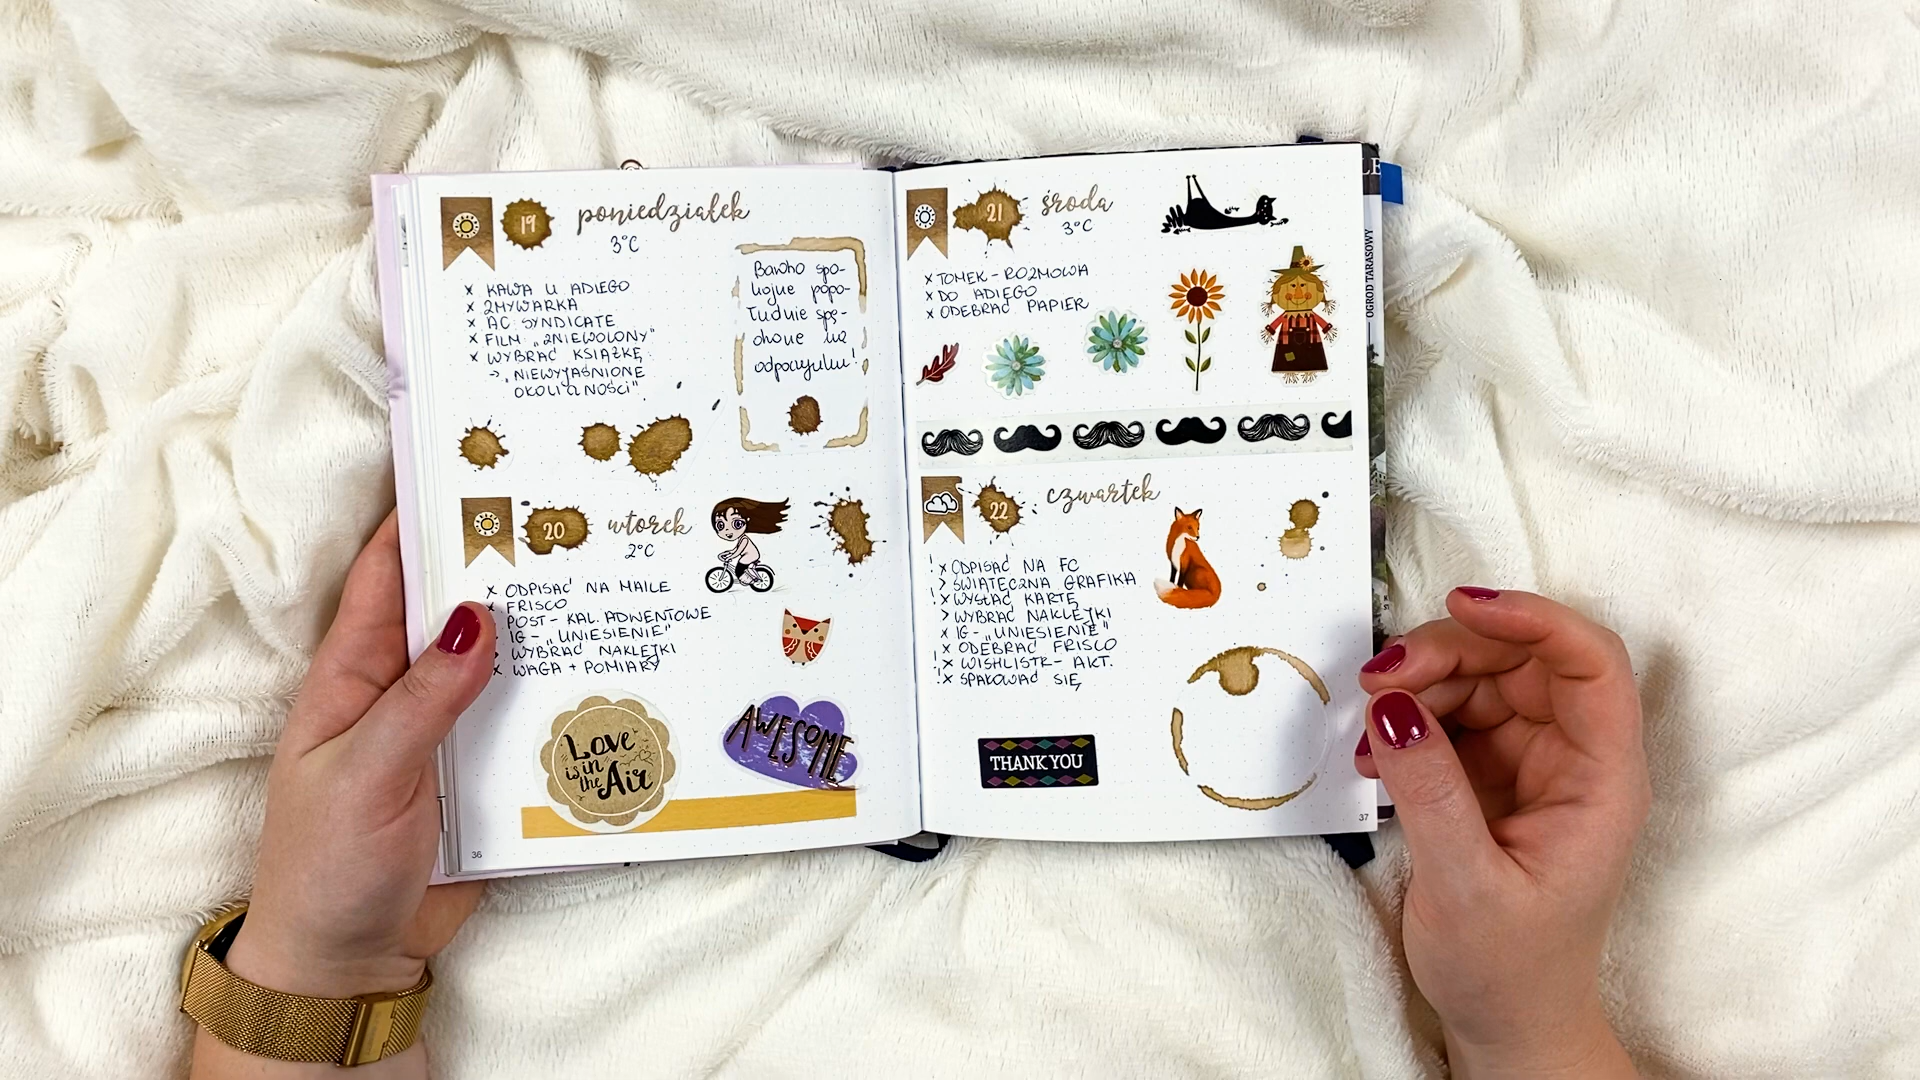 19 poniedziałek
3°C
x KAWA U ADIEGO
x ZMYWARKA
x AC SYNDICATE
x FILM „ZNIEWOLONY"
x WYBRAĆ KSIĄŻKĘ
→ „NIEWYJAŚNIONE
OKOLICZNOŚCI"
Bardzo spo-
kojne popo-
łudnie spę-
dzone na
odpoczynku!
20 wtorek
2°C
x ODPISAĆ NA MAILE
x FRISCO
POST - KAL. ADWENTOWE
IG - „UNIESIENIE"
WYBRAĆ NAKLEJKI
x WAGA + POMIARY
Love
is in
the Air
AWESOME
36
21 środa
3°C
x TOMEK - ROZMOWA
x DO ADIEGO
x ODEBRAĆ PAPIER
22 czwartek
! x ODPISAĆ NA FC
> ŚWIĄTECZNA GRAFIKA
! x WYSŁAĆ KARTĘ
> WYBRAĆ NAKLEJKI
x IG - „UNIESIENIE"
x ODEBRAĆ FRISCO
! x WISHLISTR - AKT.
! x SPAKOWAĆ SIĘ
THANK YOU
37
OGRÓD TARASOWY